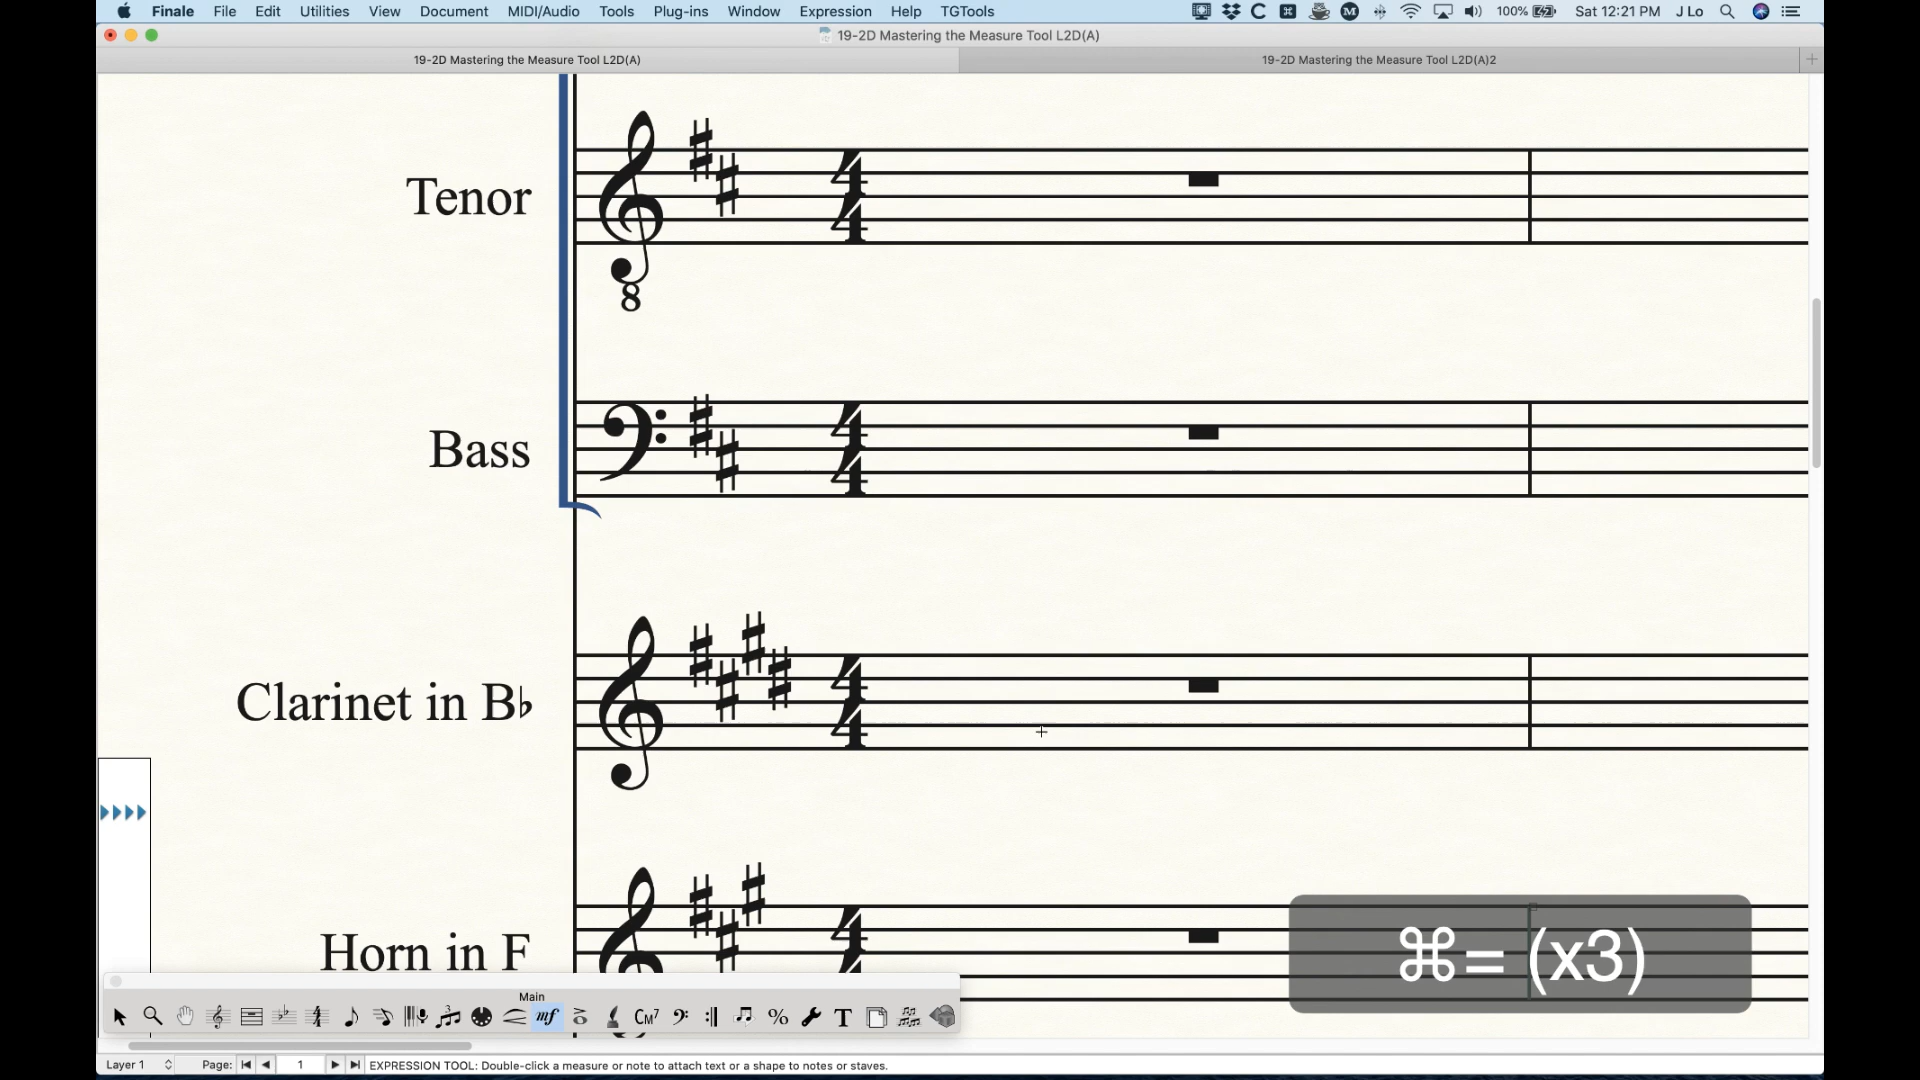 Finale File Edit Utilities View Document MIDI/Audio Tools Plug-ins Window Expression Help TGTools 100% Sat 12:21 PM J Lo
19-2D Mastering the Measure Tool L2D(A)
19-2D Mastering the Measure Tool L2D(A) 19-2D Mastering the Measure Tool L2D(A)2
Tenor
8
Bass
Clarinet in B♭
Horn in F
⌘= (x3)
Main
mf CM7 % T
Layer 1 Page: 1 EXPRESSION TOOL: Double-click a measure or note to attach text or a shape to notes or staves.